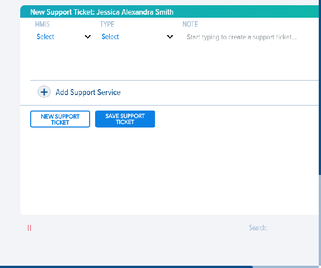 New Support Ticket: Jessica Alexandra Smith
HMIS TYPE NOTE
Select Select Start typing to create a support ticket...
Add Support Service
NEW SUPPORT TICKET
SAVE SUPPORT TICKET
Search: